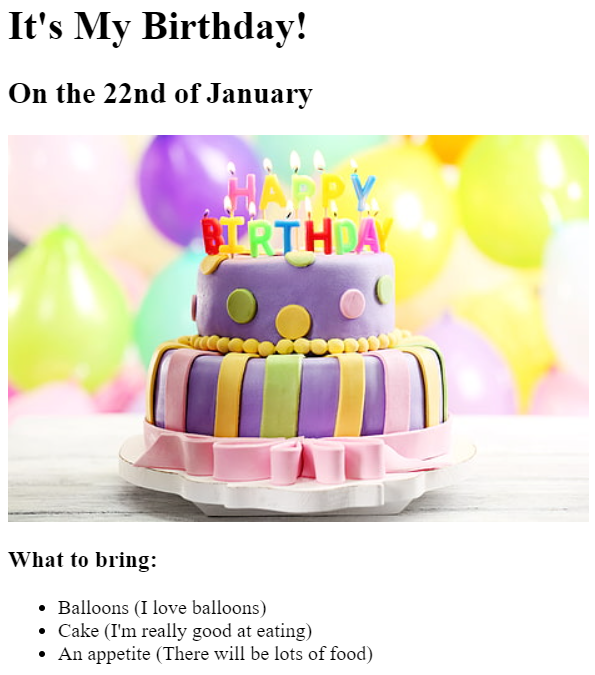 It's My Birthday!
On the 22nd of January
HAPPY
BIRTHDAY
What to bring:
Balloons (I love balloons)
Cake (I'm really good at eating)
An appetite (There will be lots of food)